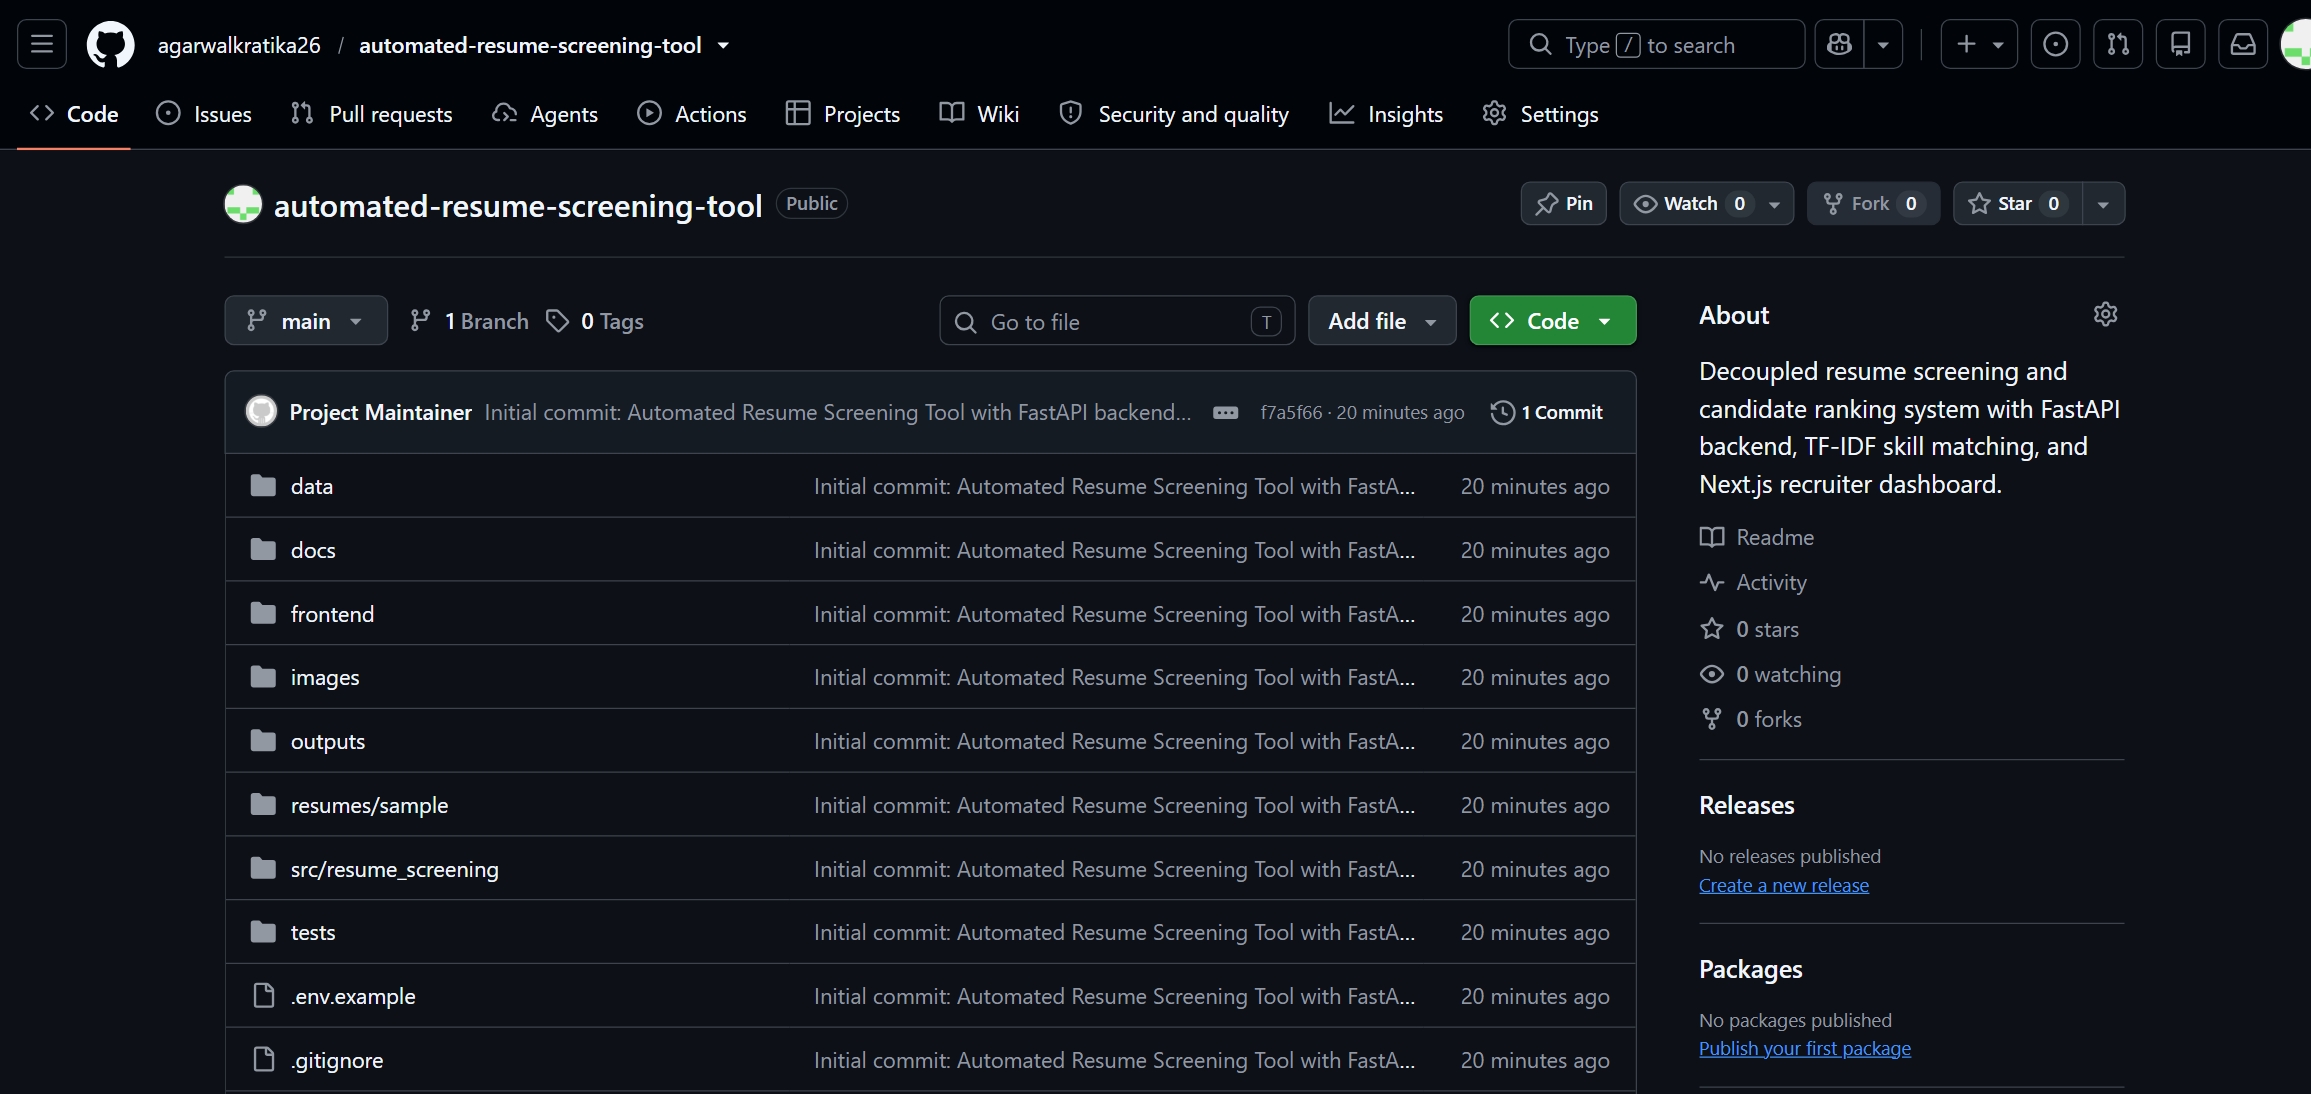 agarwalkratika26 / automated-resume-screening-tool
Type / to search
Code Issues Pull requests Agents Actions Projects Wiki Security and quality Insights Settings
automated-resume-screening-tool Public
Pin Watch 0 Fork 0 Star 0
main 1 Branch 0 Tags Go to file T Add file Code
Project Maintainer Initial commit: Automated Resume Screening Tool with FastAPI backend... f7a5f66 · 20 minutes ago 1 Commit
data Initial commit: Automated Resume Screening Tool with FastA... 20 minutes ago
docs Initial commit: Automated Resume Screening Tool with FastA... 20 minutes ago
frontend Initial commit: Automated Resume Screening Tool with FastA... 20 minutes ago
images Initial commit: Automated Resume Screening Tool with FastA... 20 minutes ago
outputs Initial commit: Automated Resume Screening Tool with FastA... 20 minutes ago
resumes/sample Initial commit: Automated Resume Screening Tool with FastA... 20 minutes ago
src/resume_screening Initial commit: Automated Resume Screening Tool with FastA... 20 minutes ago
tests Initial commit: Automated Resume Screening Tool with FastA... 20 minutes ago
.env.example Initial commit: Automated Resume Screening Tool with FastA... 20 minutes ago
.gitignore Initial commit: Automated Resume Screening Tool with FastA... 20 minutes ago
About
Decoupled resume screening and
candidate ranking system with FastAPI
backend, TF-IDF skill matching, and
Next.js recruiter dashboard.
Readme
Activity
0 stars
0 watching
0 forks
Releases
No releases published
Create a new release
Packages
No packages published
Publish your first package